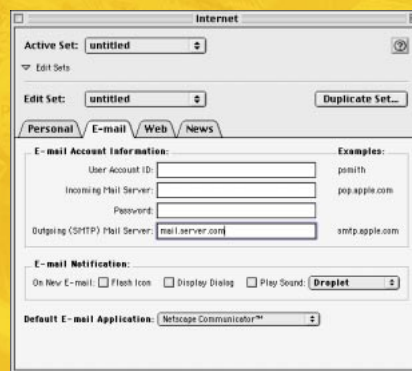 Internet
Active Set: untitled
Edit Sets
Edit Set: untitled Duplicate Set...
Personal E-mail Web News
E-mail Account Information: Examples:
User Account ID: psmith
Incoming Mail Server: pop.apple.com
Password:
Outgoing (SMTP) Mail Server: mail.server.com smtp.apple.com
E-mail Notification:
On New E-mail: Flash Icon Display Dialog Play Sound: Droplet
Default E-mail Application: Netscape Communicator™